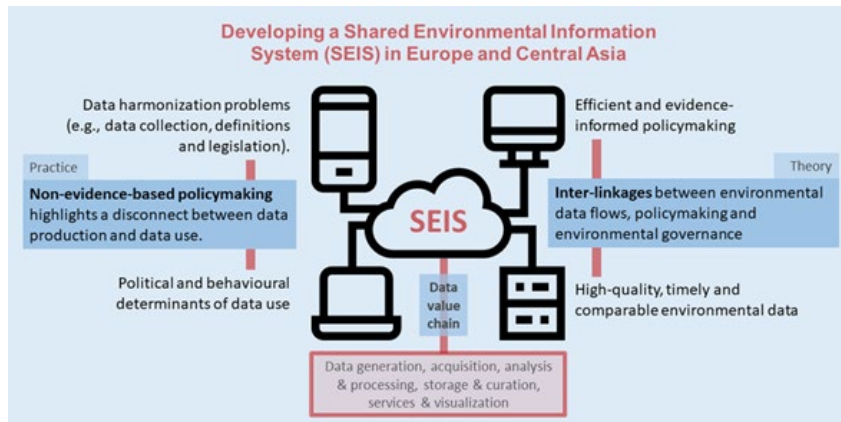 Developing a Shared Environmental Information
System (SEIS) in Europe and Central Asia
Data harmonization problems
(e.g., data collection, definitions
and legislation).
Practice
Non-evidence-based policymaking
highlights a disconnect between data
production and data use.
Political and behavioural
determinants of data use
SEIS
Data
value
chain
Data generation, acquisition, analysis
& processing, storage & curation,
services & visualization
Efficient and evidence-
informed policymaking
Theory
Inter-linkages between environmental
data flows, policymaking and
environmental governance
High-quality, timely and
comparable environmental data